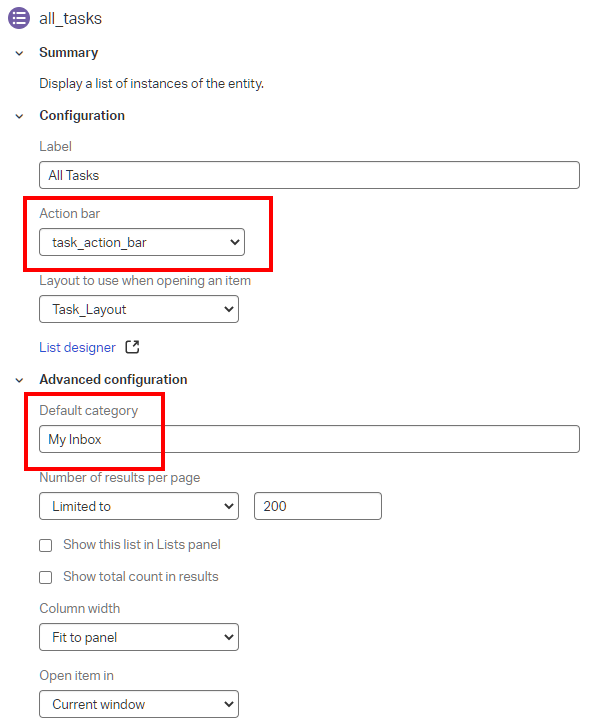 all_tasks
Summary
Display a list of instances of the entity.
Configuration
Label
All Tasks
Action bar
task_action_bar
Layout to use when opening an item
Task_Layout
List designer
Advanced configuration
Default category
My Inbox
Number of results per page
Limited to 200
Show this list in Lists panel
Show total count in results
Column width
Fit to panel
Open item in
Current window